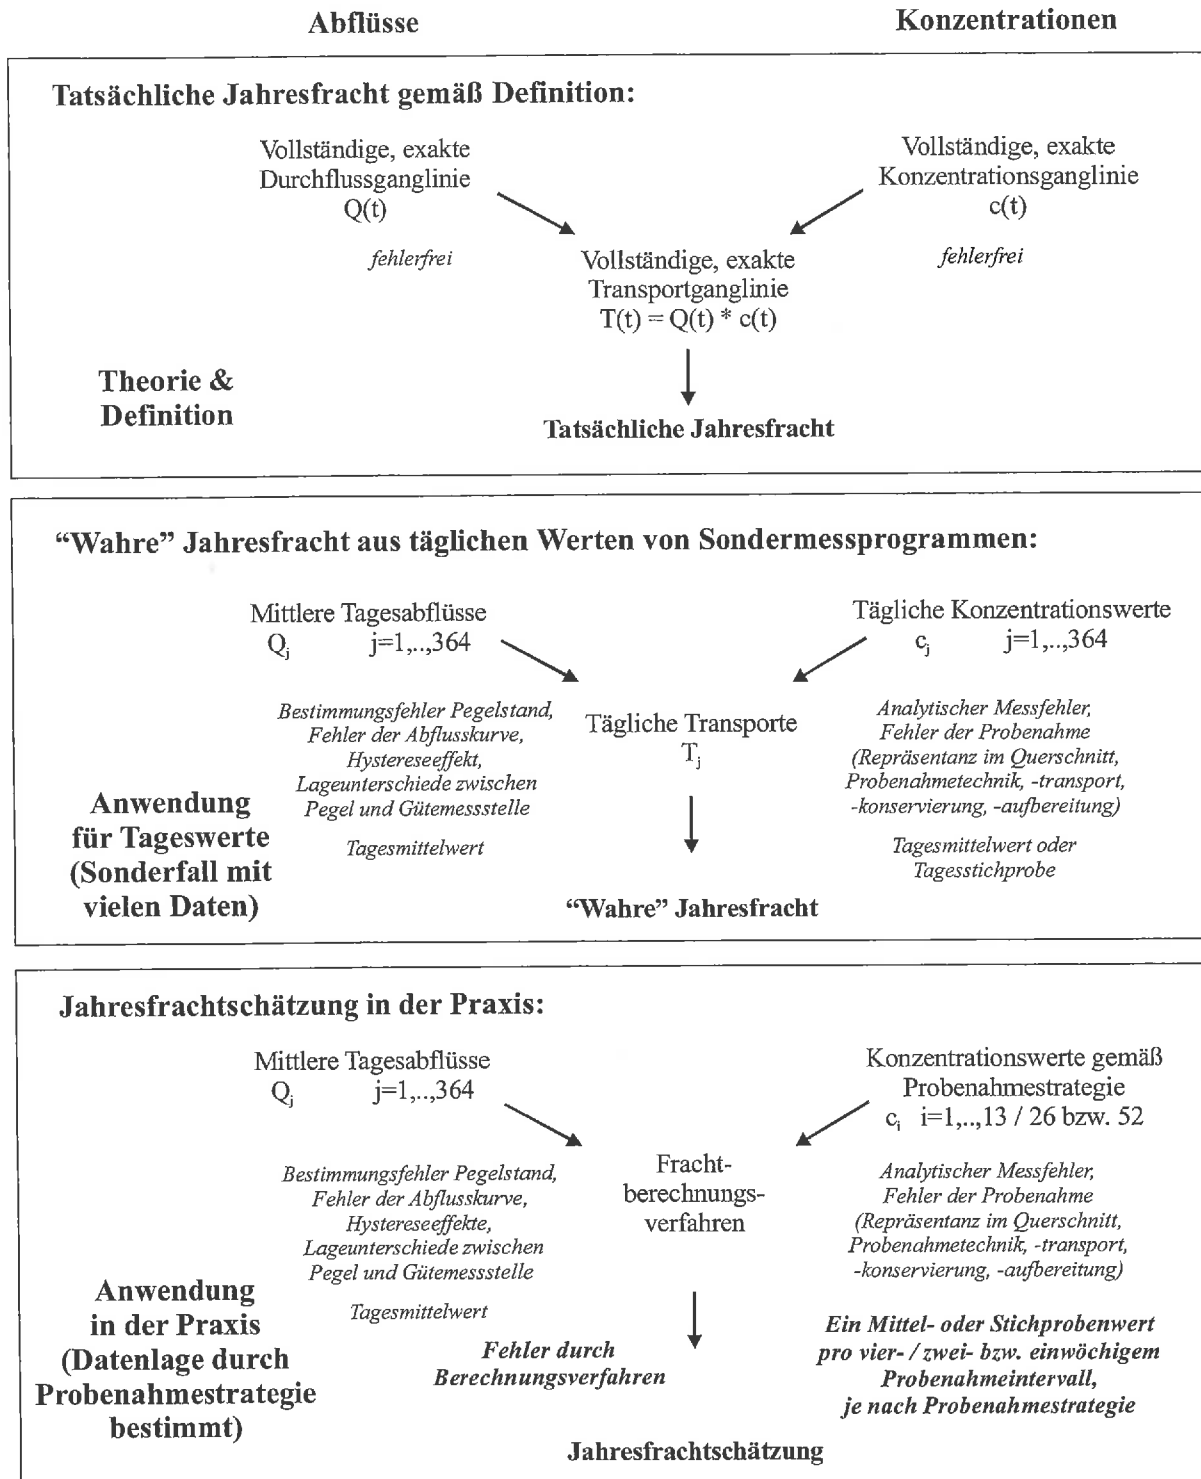 Abflüsse
Konzentrationen
Tatsächliche Jahresfracht gemäß Definition:
Vollständige, exakte
Durchflussganglinie
Q(t)
fehlerfrei
Vollständige, exakte
Konzentrationsganglinie
c(t)
fehlerfrei
Vollständige, exakte
Transportganglinie
T(t) = Q(t) * c(t)
Theorie &
Definition
Tatsächliche Jahresfracht
“Wahre” Jahresfracht aus täglichen Werten von Sondermessprogrammen:
Mittlere Tagesabflüsse
Qj j=1,..,364
Bestimmungsfehler Pegelstand,
Fehler der Abflusskurve,
Hystereseeffekt,
Lageunterschiede zwischen
Pegel und Gütemessstelle
Tagesmittelwert
Tägliche Konzentrationswerte
cj j=1,..,364
Analytischer Messfehler,
Fehler der Probenahme
(Repräsentanz im Querschnitt,
Probenahmetechnik, -transport,
-konservierung, -aufbereitung)
Tagesmittelwert oder
Tagesstichprobe
Tägliche Transporte
Tj
Anwendung
für Tageswerte
(Sonderfall mit
vielen Daten)
“Wahre” Jahresfracht
Jahresfrachtschätzung in der Praxis:
Mittlere Tagesabflüsse
Qj j=1,..,364
Bestimmungsfehler Pegelstand,
Fehler der Abflusskurve,
Hystereseeffekte,
Lageunterschiede zwischen
Pegel und Gütemessstelle
Tagesmittelwert
Konzentrationswerte gemäß
Probenahmestrategie
ci i=1,..,13 / 26 bzw. 52
Analytischer Messfehler,
Fehler der Probenahme
(Repräsentanz im Querschnitt,
Probenahmetechnik, -transport,
-konservierung, -aufbereitung)
Ein Mittel- oder Stichprobenwert
pro vier- / zwei- bzw. einwöchigem
Probenahmeintervall,
je nach Probenahmestrategie
Fracht-
berechnungs-
verfahren
Fehler durch
Berechnungsverfahren
Anwendung
in der Praxis
(Datenlage durch
Probenahmestrategie
bestimmt)
Jahresfrachtschätzung